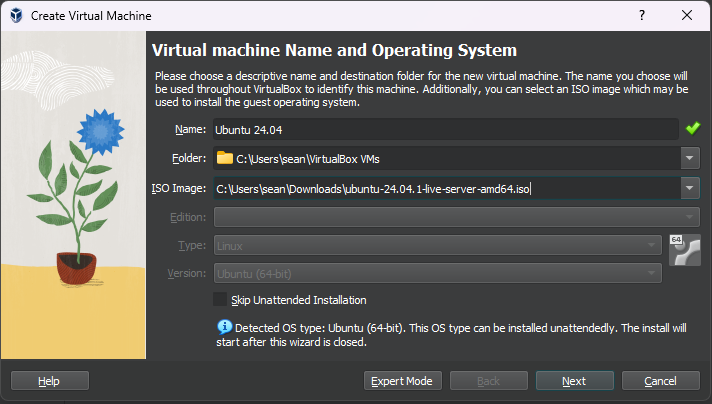 Create Virtual Machine
?
Virtual machine Name and Operating System
Please choose a descriptive name and destination folder for the new virtual machine. The name you choose will
be used throughout VirtualBox to identify this machine. Additionally, you can select an ISO image which may
be used to install the guest operating system.
Name: Ubuntu 24.04
Folder: C:\Users\sean\VirtualBox VMs
ISO Image: C:\Users\sean\Downloads\ubuntu-24.04.1-live-server-amd64.iso
Edition:
Type: Linux
64
Version: Ubuntu (64-bit)
Skip Unattended Installation
Detected OS type: Ubuntu (64-bit). This OS type can be installed unattendedly. The install will
start after this wizard is closed.
Help Expert Mode Back Next Cancel